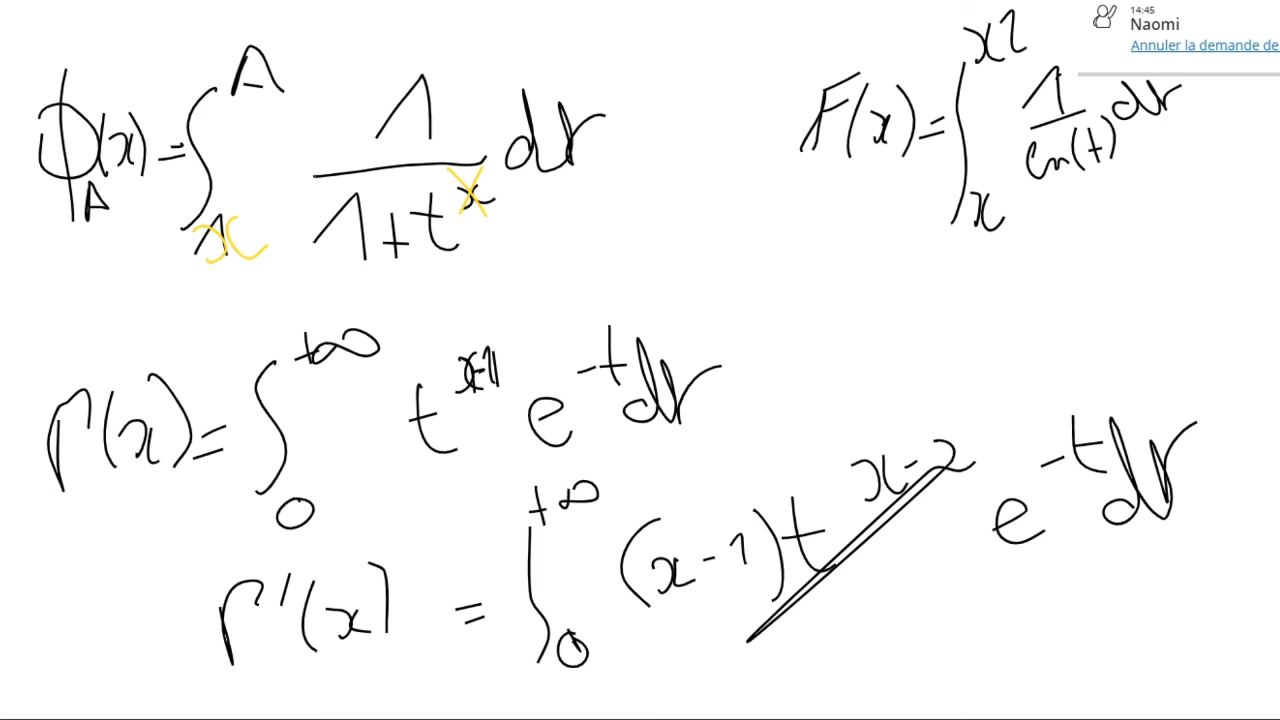 14:45
Naomi
Annuler la demande de
ϕ_A(x) = ∫_x^A 1/(1+t^x) dt
F(x) = ∫_x^{x²} 1/ln(t) dt
Γ(x) = ∫_0^{+∞} t^{x-1} e^{-t} dt
Γ'(x) = ∫_0^{+∞} (x-1) t^{x-2} e^{-t} dt